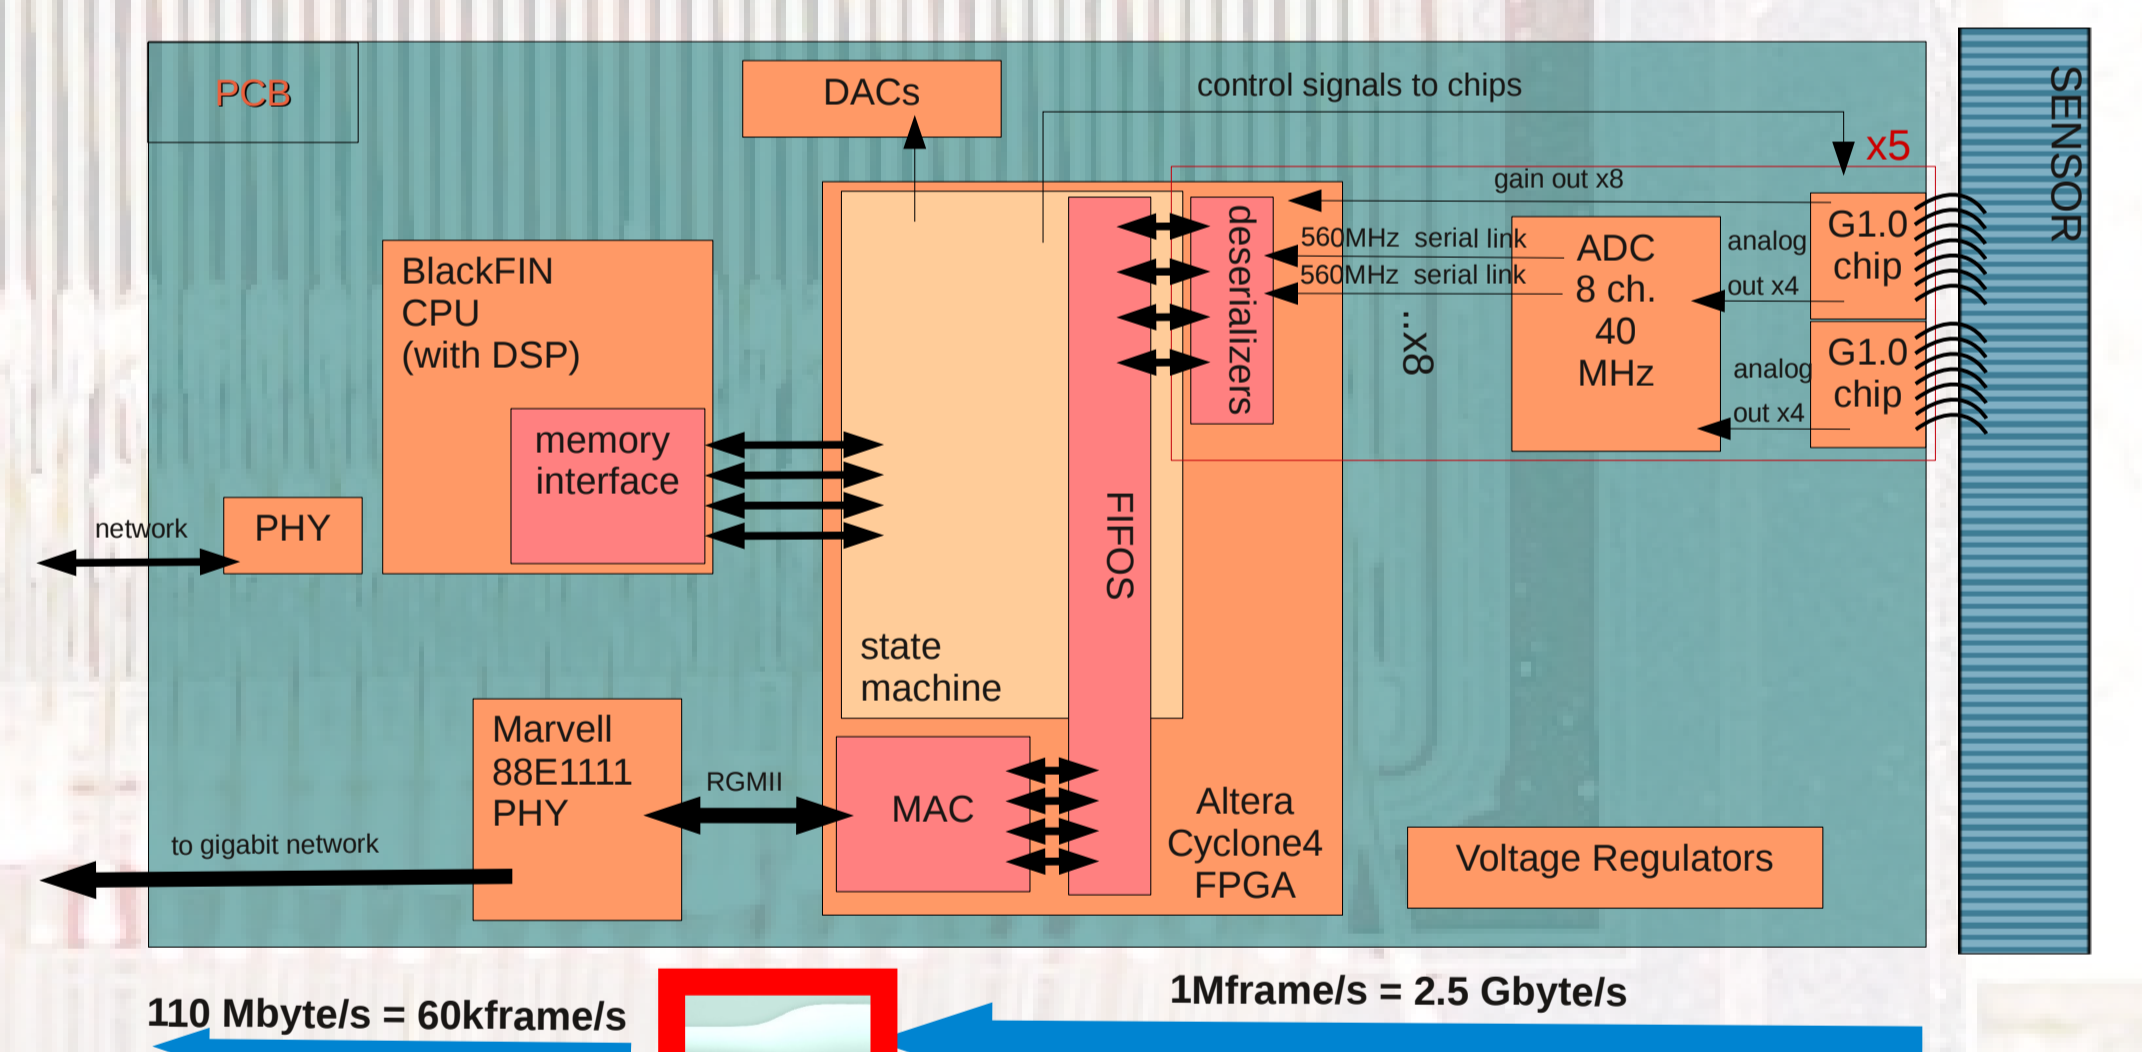 PCB
DACs
control signals to chips
x5
SENSOR
gain out x8
G1.0
chip
560MHz  serial link
560MHz  serial link
ADC
8 ch.
40
MHz
analog
out x4
deserializers
..x8
G1.0
chip
analog
out x4
BlackFIN
CPU
(with DSP)
memory
interface
FIFOS
network
PHY
state
machine
Marvell
88E1111
PHY
RGMII
MAC
Altera
Cyclone4
FPGA
Voltage Regulators
to gigabit network
110 Mbyte/s = 60kframe/s
1Mframe/s = 2.5 Gbyte/s